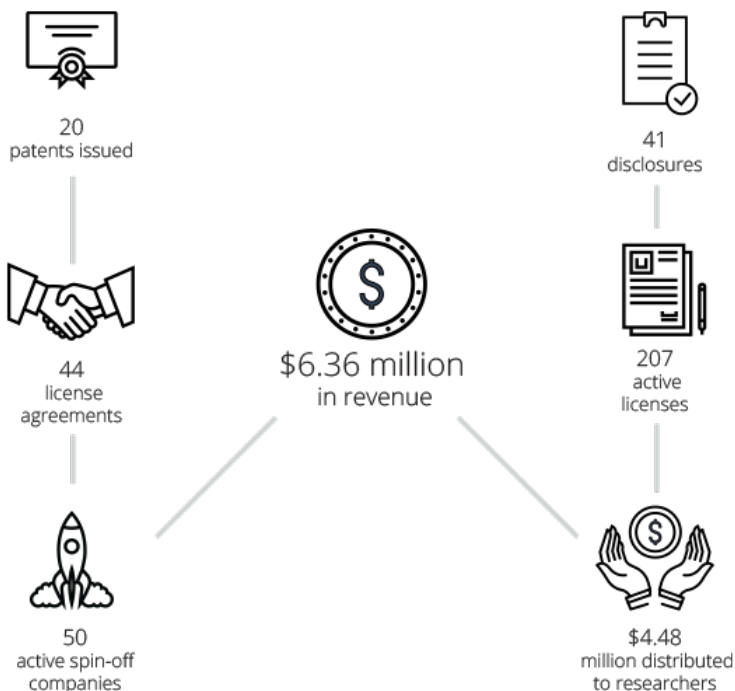 20
patents issued
44
license
agreements
50
active spin-off
companies
$
$6.36 million
in revenue
41
disclosures
207
active
licenses
$
$4.48
million distributed
to researchers